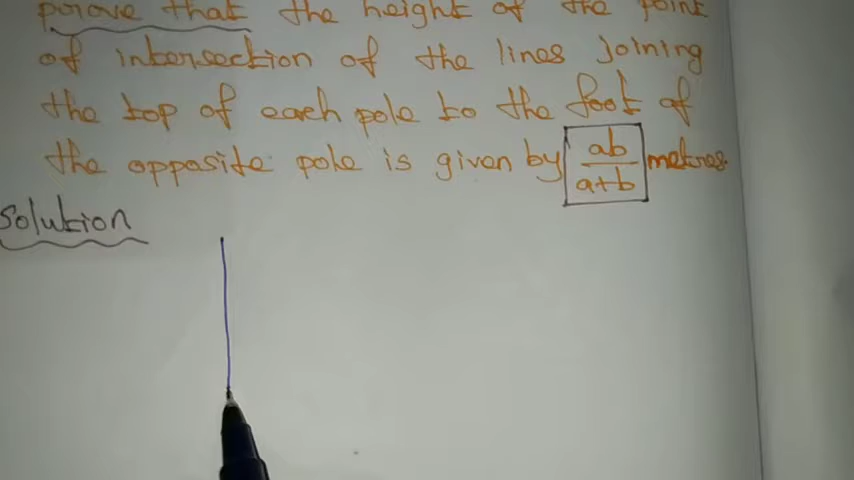 prove that the height of the point
of intersection of the lines joining
the top of each pole to the foot of
the opposite pole is given by ab/a+b metres.
Solution